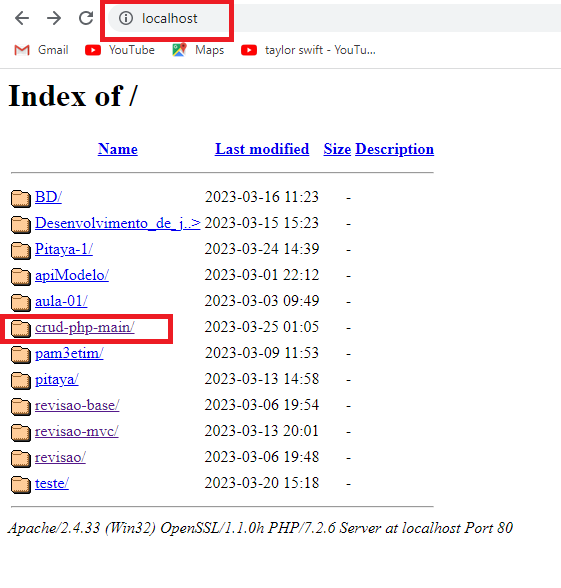 localhost
Gmail YouTube Maps taylor swift - YouTu...
Index of /
Name Last modified Size Description
BD/ 2023-03-16 11:23 -
Desenvolvimento_de_j..> 2023-03-15 15:23 -
Pitaya-1/ 2023-03-24 14:39 -
apiModelo/ 2023-03-01 22:12 -
aula-01/ 2023-03-03 09:49 -
crud-php-main/ 2023-03-25 01:05 -
pam3etim/ 2023-03-09 11:53 -
pitaya/ 2023-03-13 14:58 -
revisao-base/ 2023-03-06 19:54 -
revisao-mvc/ 2023-03-13 20:01 -
revisao/ 2023-03-06 19:48 -
teste/ 2023-03-20 15:18 -
Apache/2.4.33 (Win32) OpenSSL/1.1.0h PHP/7.2.6 Server at localhost Port 80